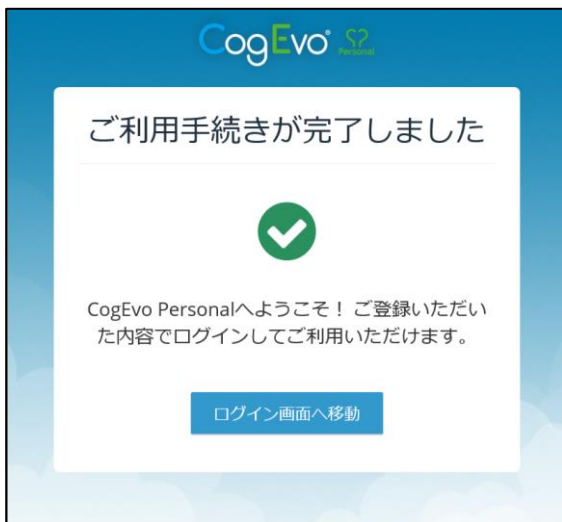 CogEvo® Personal
ご利用手続きが完了しました
CogEvo Personalへようこそ！ ご登録いただい
た内容でログインしてご利用いただけます。
ログイン画面へ移動